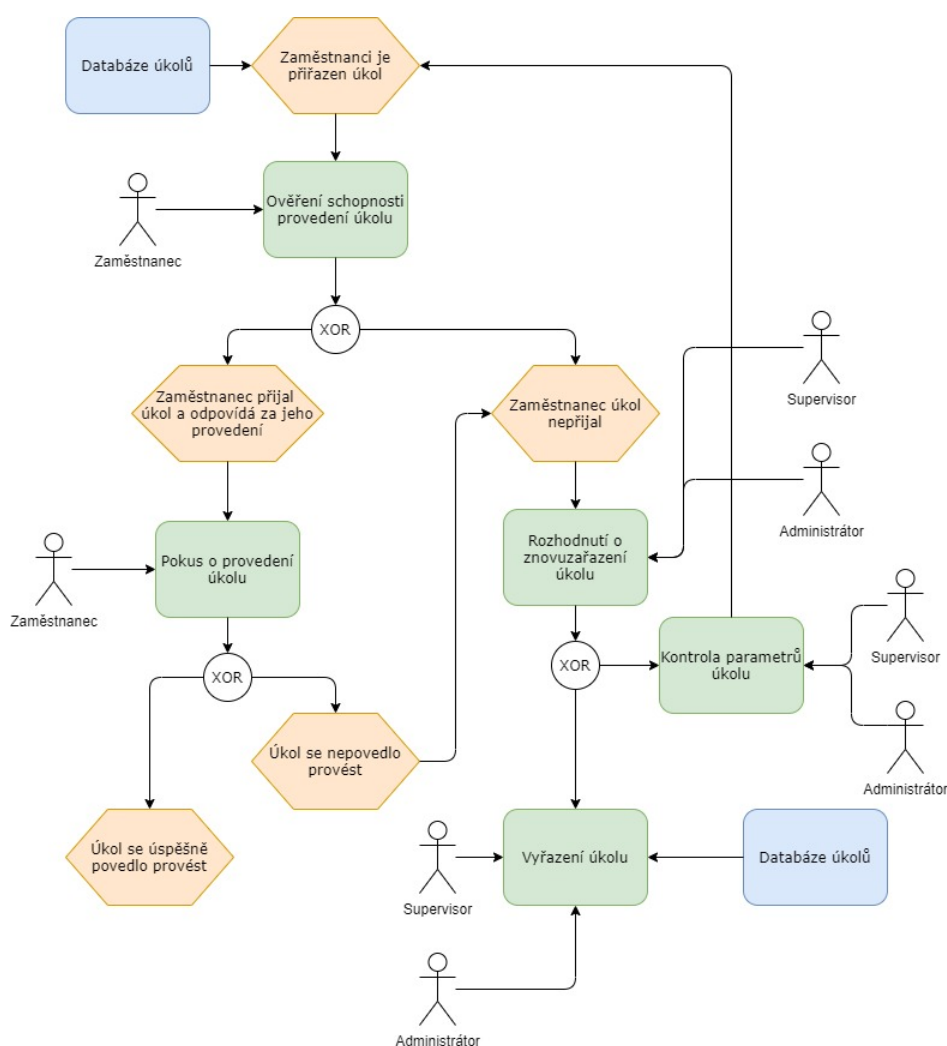 Databáze úkolů
Zaměstnanci je
přiřazen úkol
Ověření schopnosti
provedení úkolu
Zaměstnanec
XOR
Zaměstnanec přijal
úkol a odpovídá za jeho
provedení
Zaměstnanec úkol
nepřijal
Supervisor
Administrátor
Pokus o provedení
úkolu
Zaměstnanec
Rozhodnutí o
znovuzařazení
úkolu
XOR
XOR
Kontrola parametrů
úkolu
Supervisor
Administrátor
Úkol se nepovedlo
provést
Úkol se úspěšně
povedlo provést
Vyřazení úkolu
Databáze úkolů
Supervisor
Administrátor